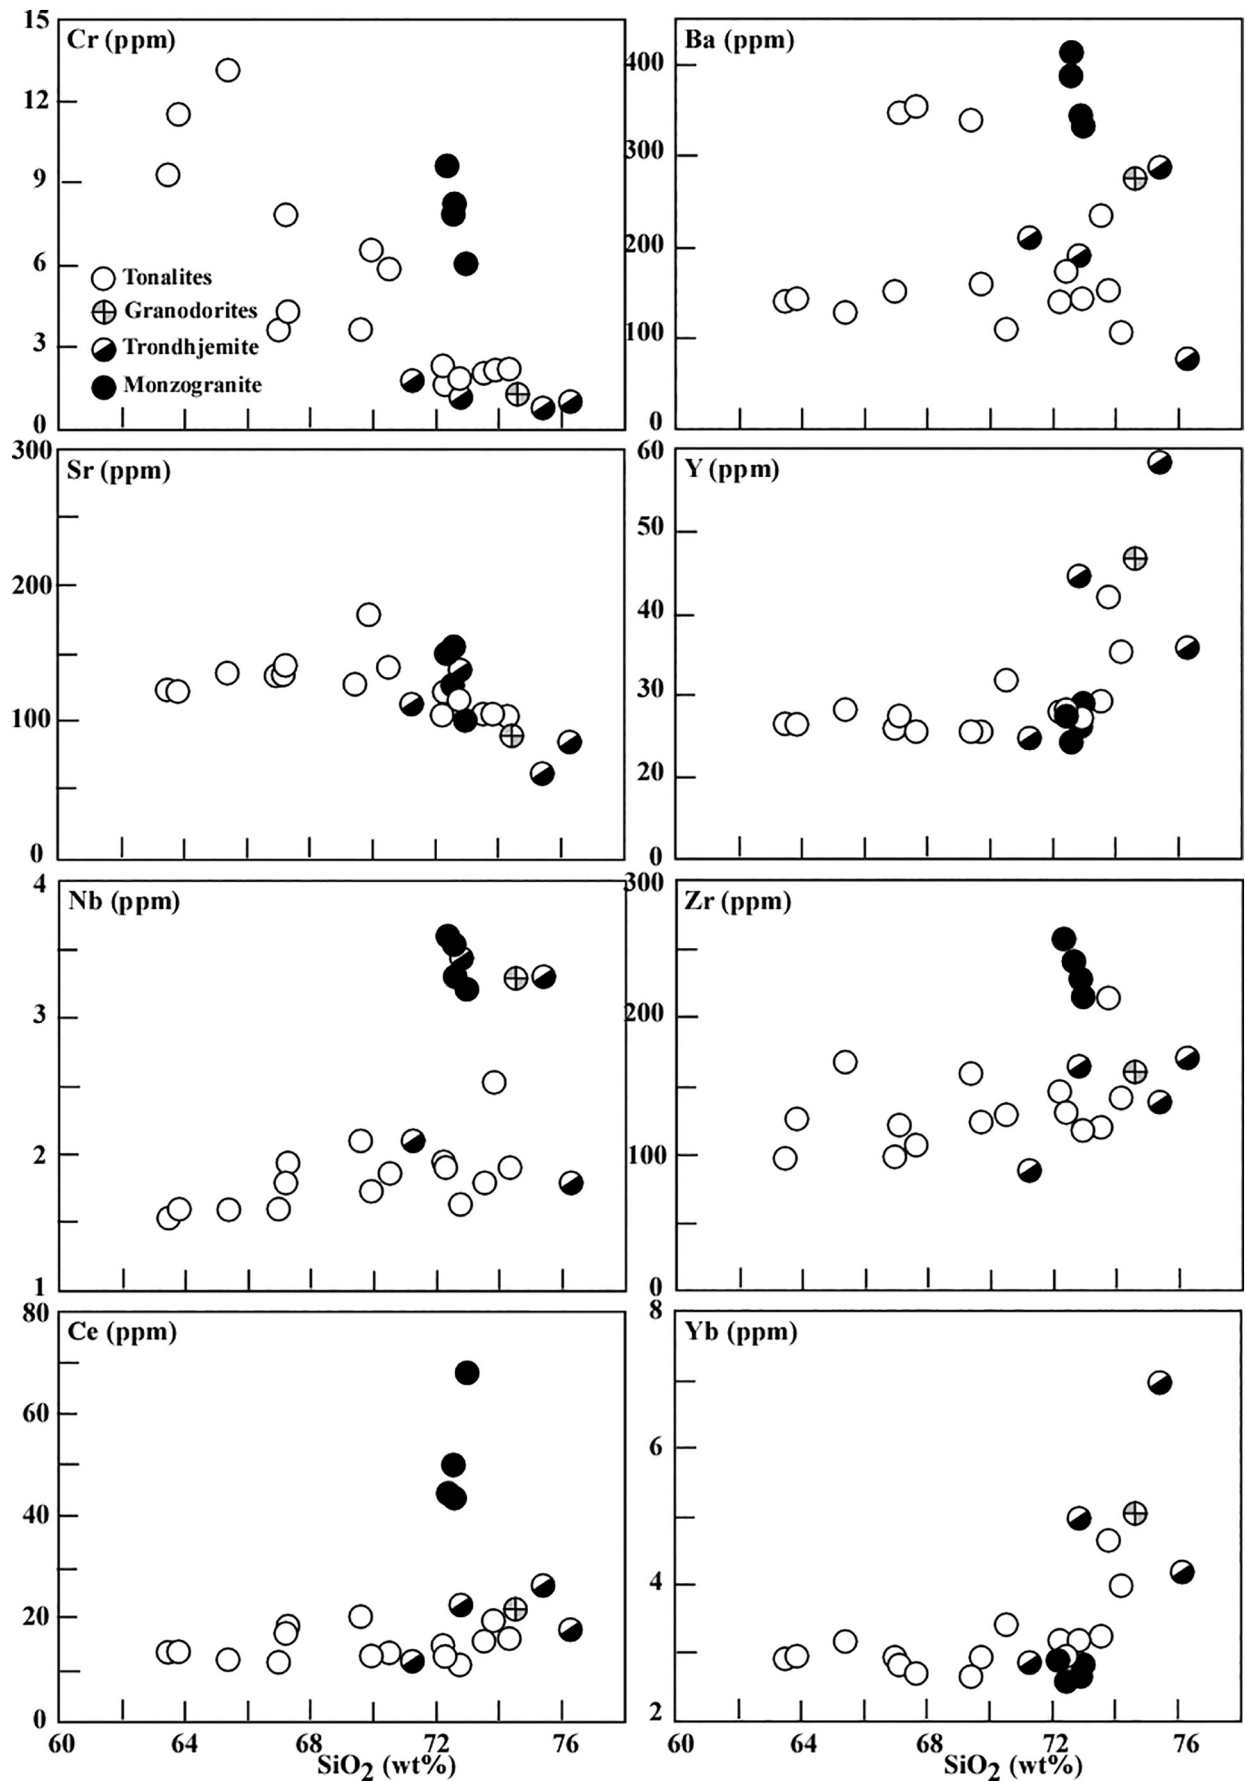 Cr (ppm)
15
12
9
6
3
0
Tonalites
Granodorites
Trondhjemite
Monzogranite
Ba (ppm)
400
300
200
100
0
Sr (ppm)
300
200
100
0
Y (ppm)
60
50
40
30
20
0
Nb (ppm)
4
3
2
1
Zr (ppm)
300
200
100
0
Ce (ppm)
80
60
40
20
0
60 64 68 72 76
SiO2 (wt%)
Yb (ppm)
8
6
4
2
60 64 68 72 76
SiO2 (wt%)